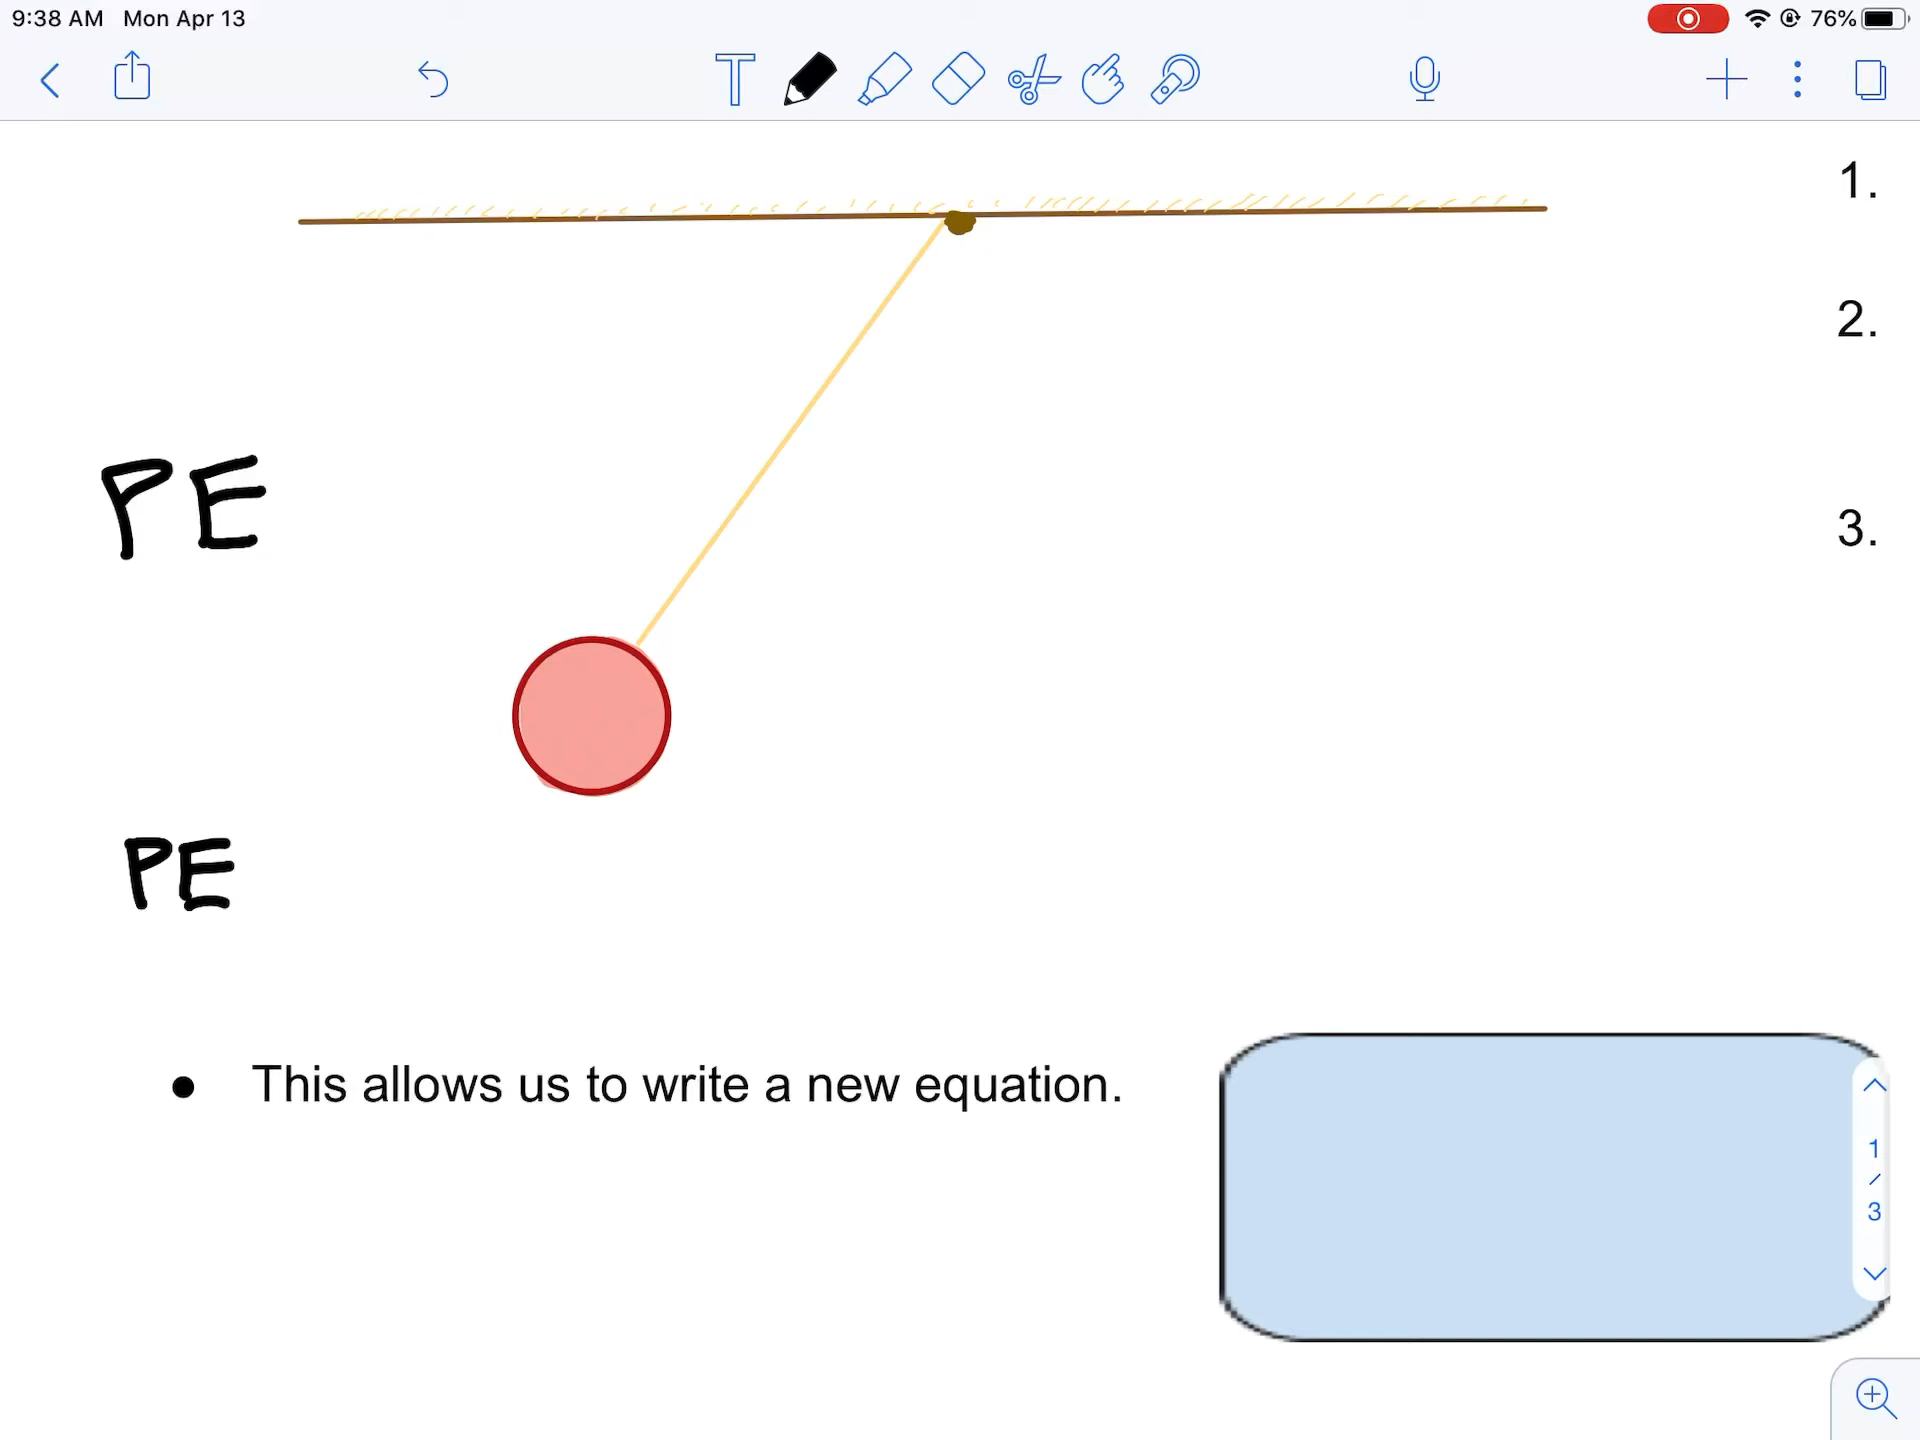 9:38 AM Mon Apr 13
76%
T
1.
2.
PE
3.
PE
• This allows us to write a new equation.
1
/
3